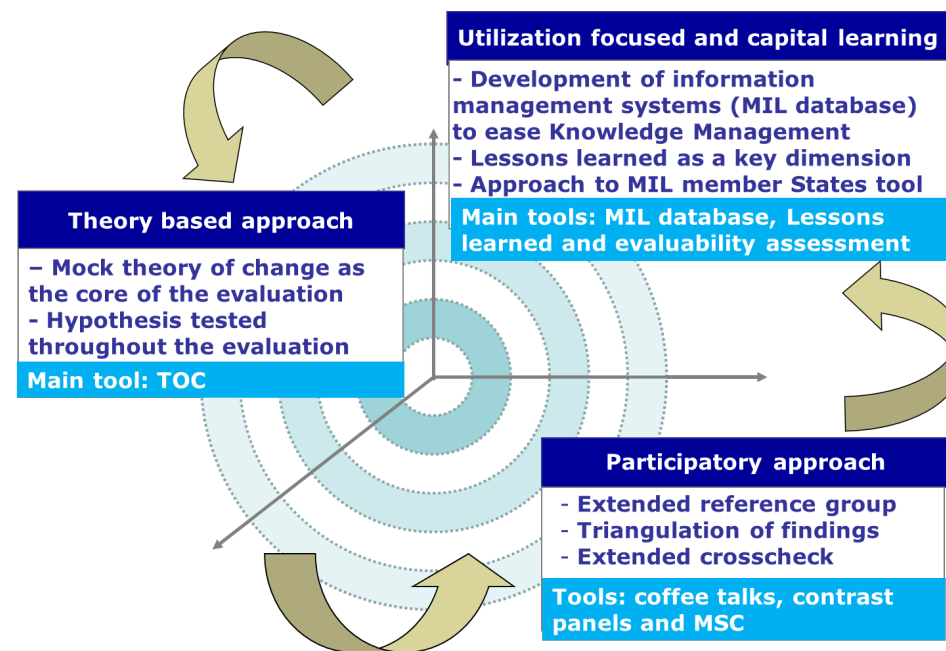 Utilization focused and capital learning
- Development of information
management systems (MIL database)
to ease Knowledge Management
- Lessons learned as a key dimension
- Approach to MIL member States tool
Main tools: MIL database, Lessons
learned and evaluability assessment
Theory based approach
– Mock theory of change as
the core of the evaluation
- Hypothesis tested
throughout the evaluation
Main tool: TOC
Participatory approach
- Extended reference group
- Triangulation of findings
- Extended crosscheck
Tools: coffee talks, contrast
panels and MSC